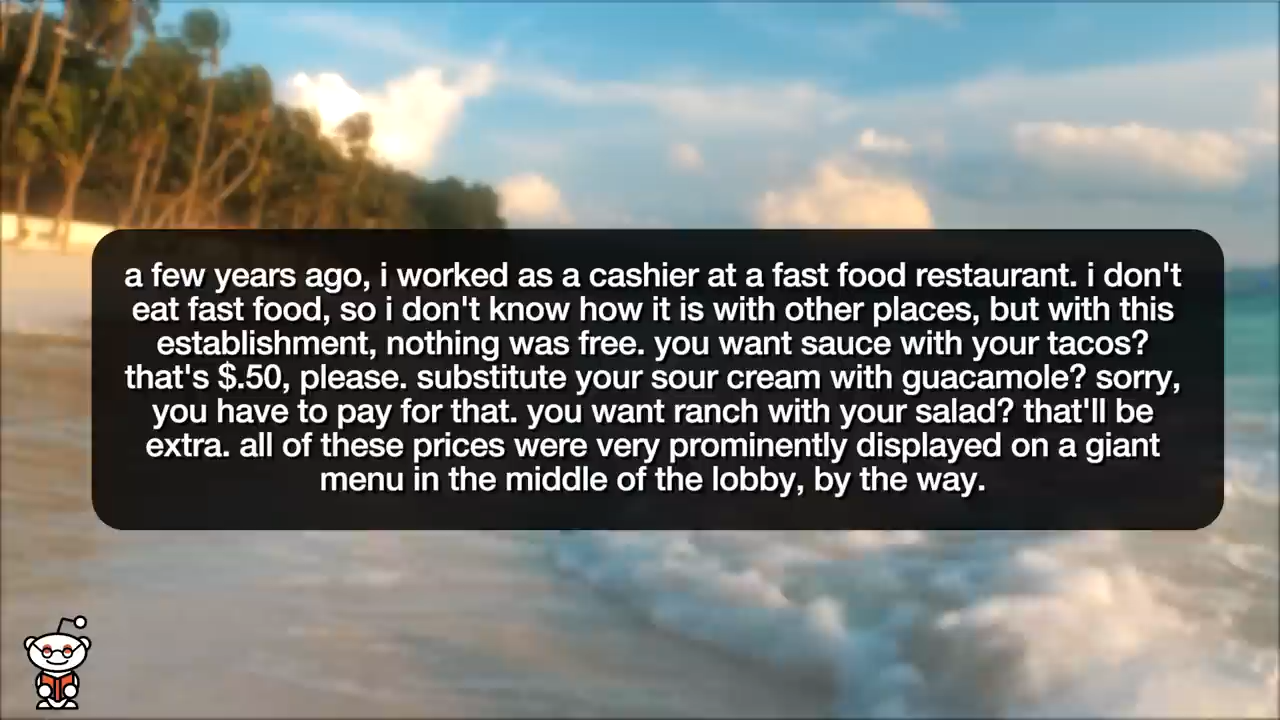 a few years ago, i worked as a cashier at a fast food restaurant. i don't
eat fast food, so i don't know how it is with other places, but with this
establishment, nothing was free. you want sauce with your tacos?
that's $.50, please. substitute your sour cream with guacamole? sorry,
you have to pay for that. you want ranch with your salad? that'll be
extra. all of these prices were very prominently displayed on a giant
menu in the middle of the lobby, by the way.